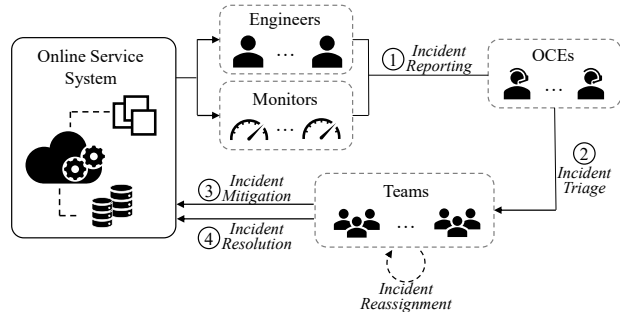 Online Service
System
Engineers
...
Monitors
...
1 Incident
Reporting
OCEs
...
2
Incident
Triage
Teams
...
3 Incident
Mitigation
4 Incident
Resolution
Incident
Reassignment